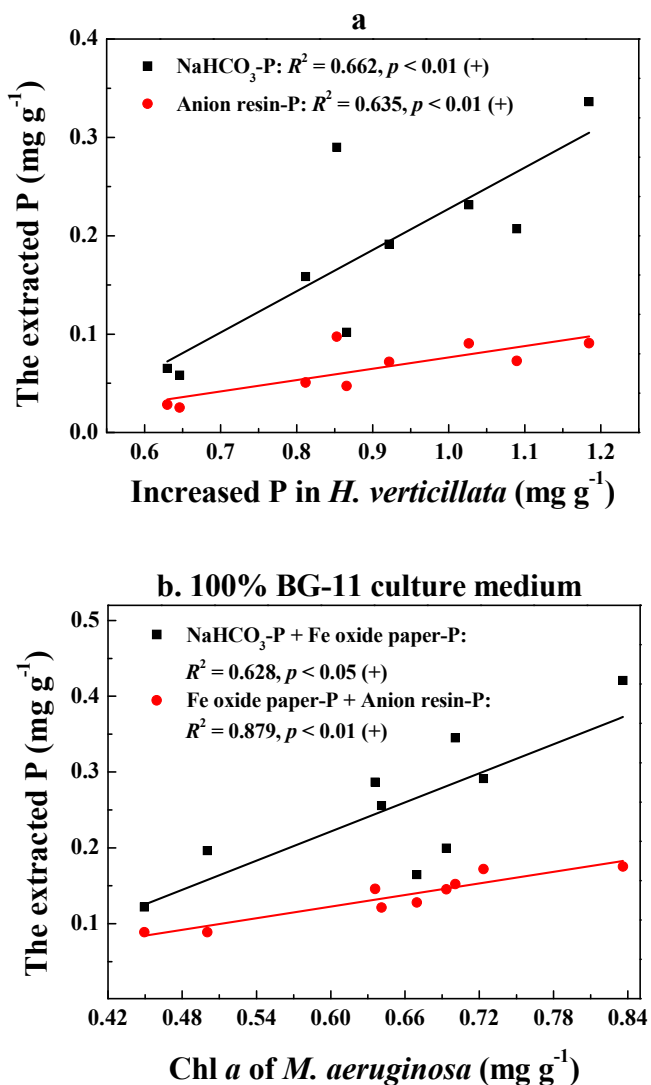 a
NaHCO₃-P: R² = 0.662, p < 0.01 (+)
Anion resin-P: R² = 0.635, p < 0.01 (+)
The extracted P (mg g⁻¹)
0.4
0.3
0.2
0.1
0.0
0.6 0.7 0.8 0.9 1.0 1.1 1.2
Increased P in H. verticillata (mg g⁻¹)
b. 100% BG-11 culture medium
NaHCO₃-P + Fe oxide paper-P:
R² = 0.628, p < 0.05 (+)
Fe oxide paper-P + Anion resin-P:
R² = 0.879, p < 0.01 (+)
The extracted P (mg g⁻¹)
0.5
0.4
0.3
0.2
0.1
0.42 0.48 0.54 0.60 0.66 0.72 0.78 0.84
Chl a of M. aeruginosa (mg g⁻¹)